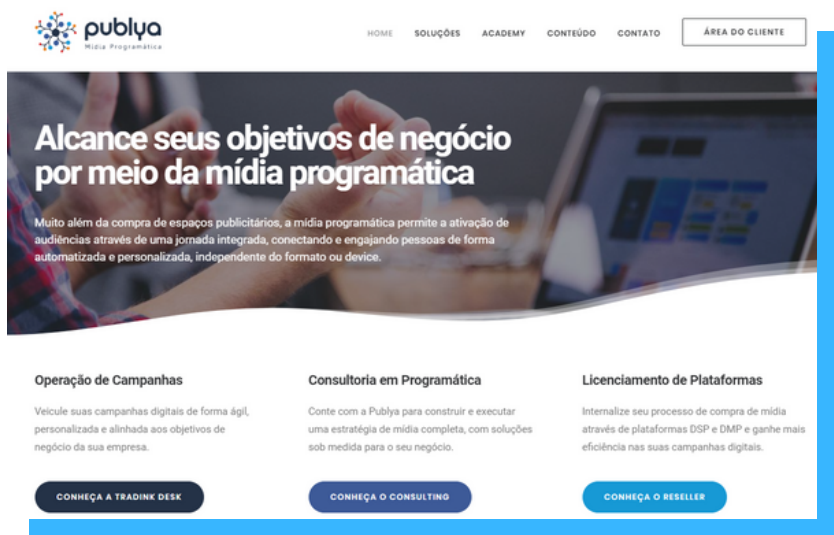 publya
Mídia Programática
HOME SOLUÇÕES ACADEMY CONTEÚDO CONTATO ÁREA DO CLIENTE
Alcance seus objetivos de negócio
por meio da mídia programática
Muito além da compra de espaços publicitários, a mídia programática permite a ativação de
audiências através de uma jornada integrada, conectando e engajando pessoas de forma
automatizada e personalizada, independente do formato ou device.
Operação de Campanhas
Veicule suas campanhas digitais de forma ágil,
personalizada e alinhada aos objetivos de
negócio da sua empresa.
CONHEÇA A TRADINK DESK
Consultoria em Programática
Conte com a Publya para construir e executar
uma estratégia de mídia completa, com soluções
sob medida para o seu negócio.
CONHEÇA O CONSULTING
Licenciamento de Plataformas
Internalize seu processo de compra de mídia
através de plataformas DSP e DMP e ganhe mais
eficiência nas suas campanhas digitais.
CONHEÇA O RESELLER